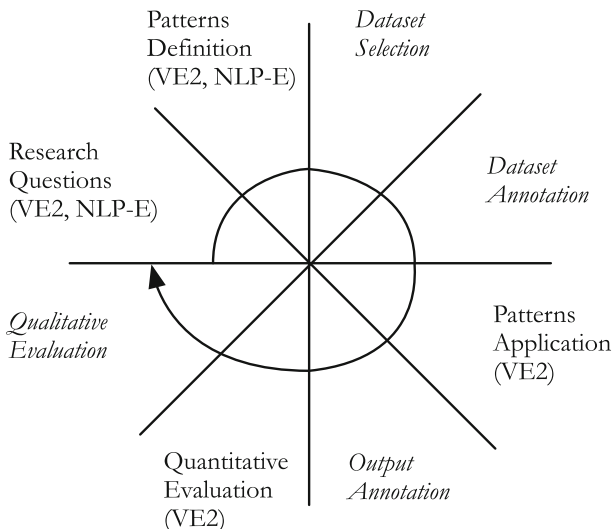 Patterns
Definition
(VE2, NLP-E)
Dataset
Selection
Research
Questions
(VE2, NLP-E)
Dataset
Annotation
Qualitative
Evaluation
Patterns
Application
(VE2)
Quantitative
Evaluation
(VE2)
Output
Annotation